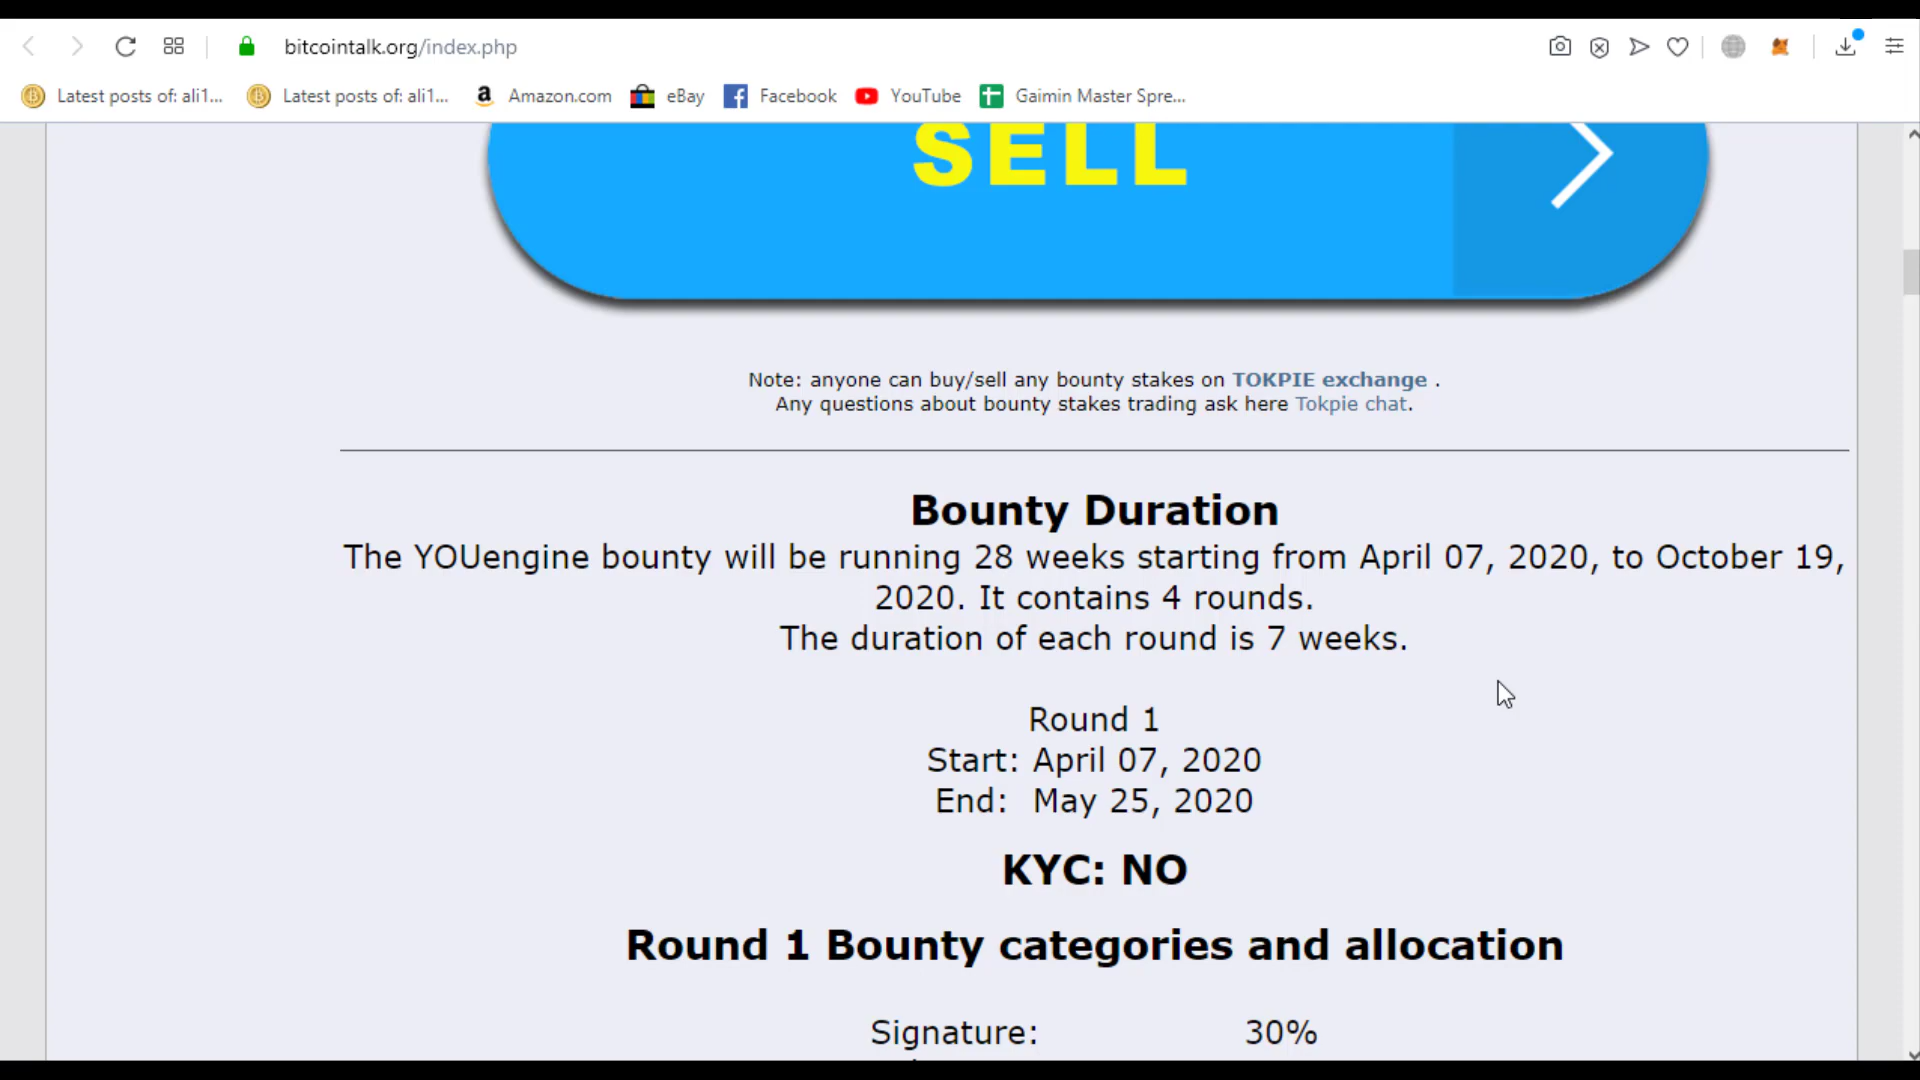 bitcointalk.org/index.php
Latest posts of: ali1... Latest posts of: ali1... Amazon.com eBay Facebook YouTube Gaimin Master Spre...
SELL
Note: anyone can buy/sell any bounty stakes on TOKPIE exchange .
Any questions about bounty stakes trading ask here Tokpie chat.
Bounty Duration
The YOUengine bounty will be running 28 weeks starting from April 07, 2020, to October 19,
2020. It contains 4 rounds.
The duration of each round is 7 weeks.
Round 1
Start: April 07, 2020
End: May 25, 2020
KYC: NO
Round 1 Bounty categories and allocation
Signature: 30%